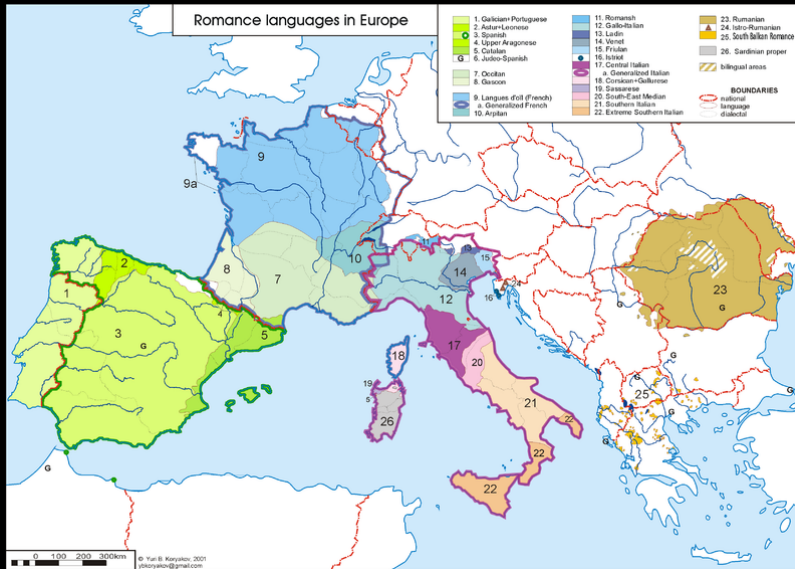 Romance languages in Europe
1. Galician+Portuguese
2. Astur+Leonese
3. Spanish
4. Upper Aragonese
5. Catalan
G 6. Judeo-Spanish
7. Occitan
8. Gascon
9. Langues d'oïl (French)
a. Generalized French
10. Arpitan
11. Romansh
12. Gallo-Italian
13. Ladin
14. Venet
15. Friulan
16. Istriot
17. Central Italian
a. Generalized Italian
18. Corsican+Gallurese
19. Sassarese
20. South-East Median
21. Southern Italian
22. Extreme Southern Italian
23. Rumanian
24. Istro-Rumanian
25. South Balkan Romance
26. Sardinian proper
bilingual areas
BOUNDARIES
national
language
dialectal
9
9a
10
11
13
15
14
12
16
24
8
7
2
1
3
4
5
G
17
20
18
19
5
26
21
22
22
22
23
G
G
25
G
G
G
G
G
G
0 100 200 300km
© Yuri B. Koryakov, 2001
ybkoryakov@gmail.com